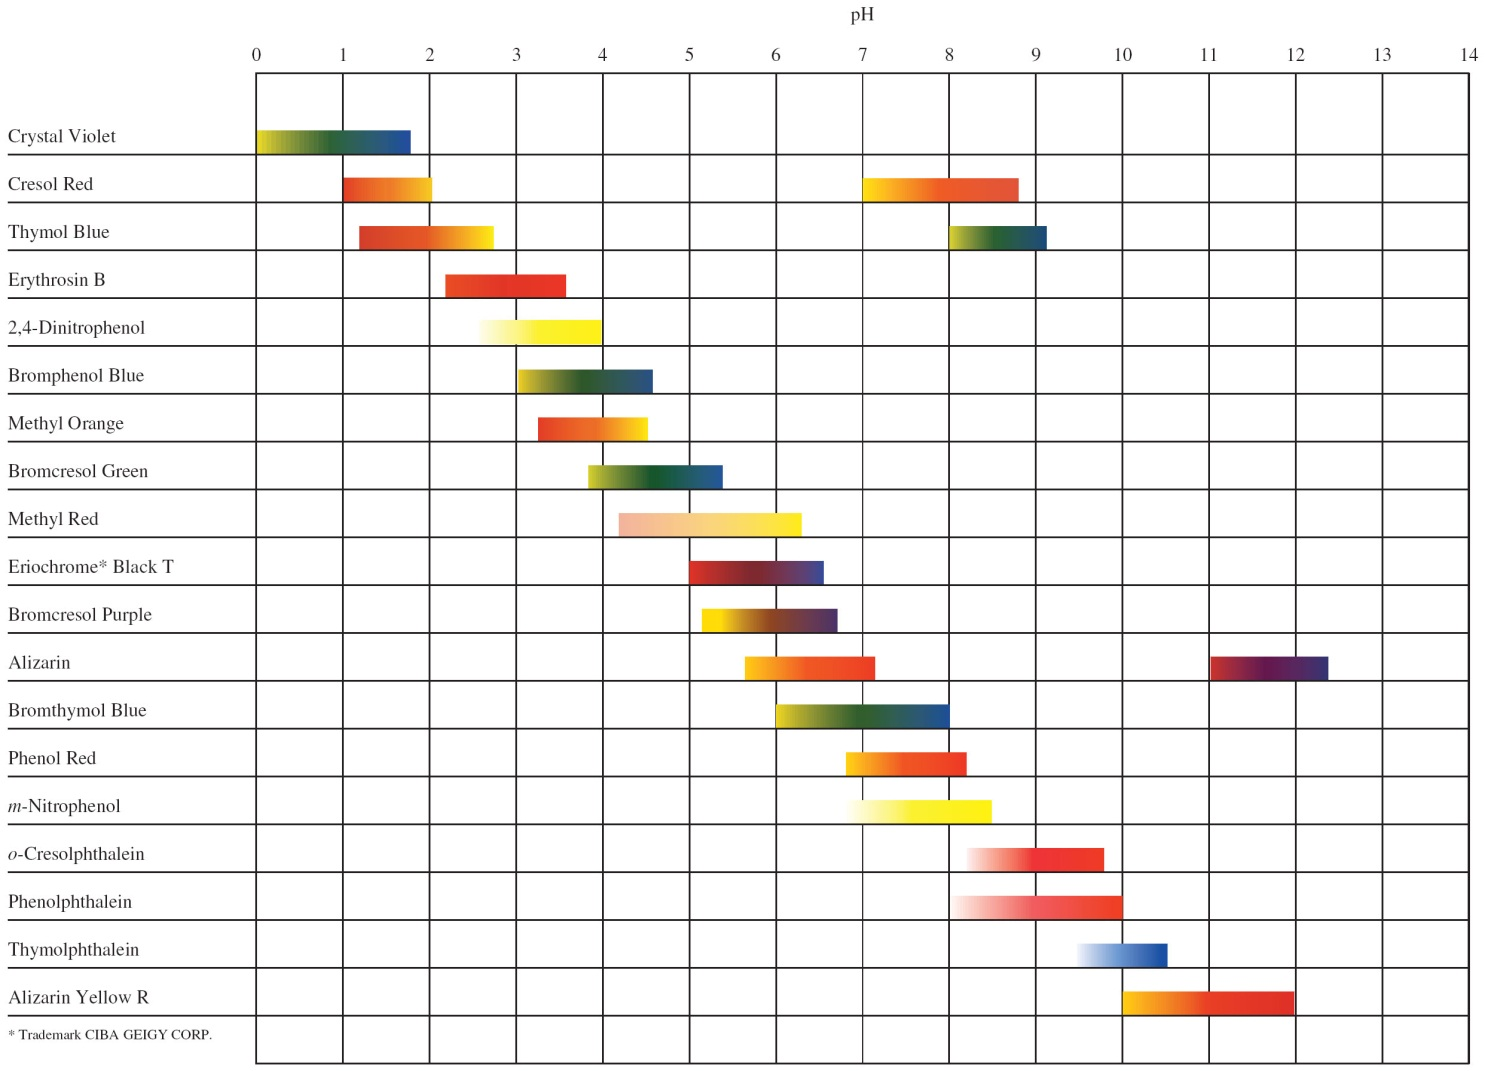 pH
0 1 2 3 4 5 6 7 8 9 10 11 12 13 14
Crystal Violet
Cresol Red
Thymol Blue
Erythrosin B
2,4-Dinitrophenol
Bromphenol Blue
Methyl Orange
Bromcresol Green
Methyl Red
Eriochrome* Black T
Bromcresol Purple
Alizarin
Bromthymol Blue
Phenol Red
m-Nitrophenol
o-Cresolphthalein
Phenolphthalein
Thymolphthalein
Alizarin Yellow R
* Trademark CIBA GEIGY CORP.